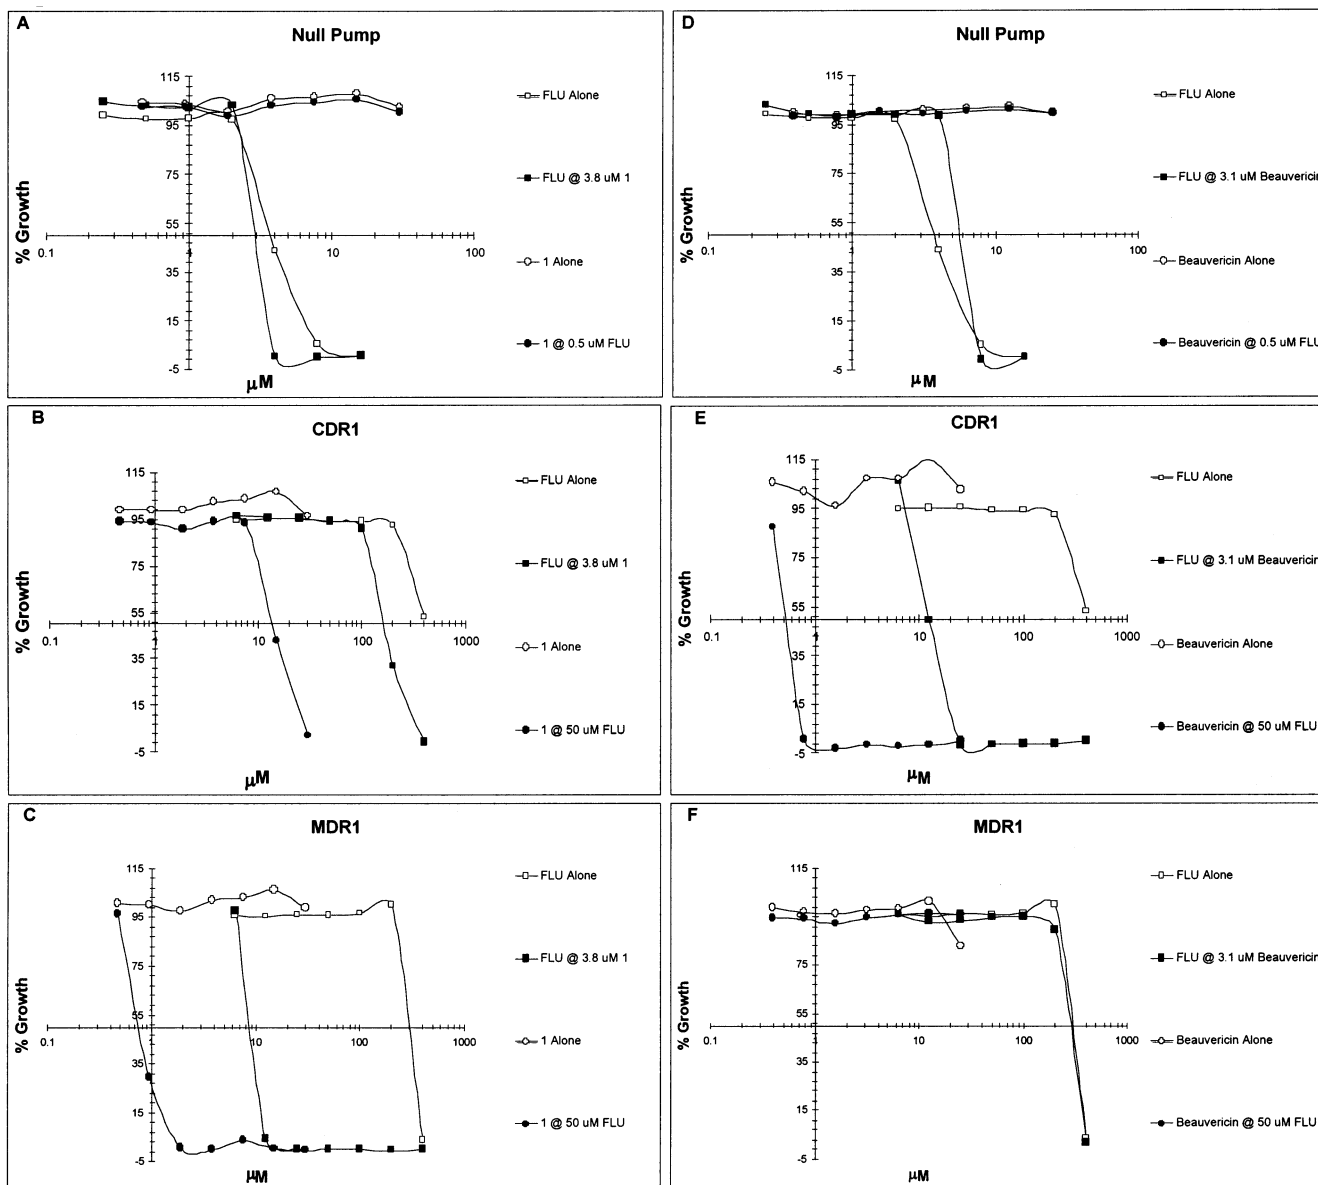 A
Null Pump
115
95
75
55
35
15
-5
0.1
1
10
100
% Growth
μM
FLU Alone
FLU @ 3.8 uM 1
1 Alone
1 @ 0.5 uM FLU
D
Null Pump
115
95
75
55
35
15
-5
0.1
1
10
100
% Growth
μM
FLU Alone
FLU @ 3.1 uM Beauvericin
Beauvericin Alone
Beauvericin @ 0.5 uM FLU
B
CDR1
115
95
75
55
35
15
-5
0.1
1
10
100
1000
% Growth
μM
FLU Alone
FLU @ 3.8 uM 1
1 Alone
1 @ 50 uM FLU
E
CDR1
115
95
75
55
35
15
-5
0.1
1
10
100
1000
% Growth
μM
FLU Alone
FLU @ 3.1 uM Beauvericin
Beauvericin Alone
Beauvericin @ 50 uM FLU
C
MDR1
115
95
75
55
35
15
-5
0.1
1
10
100
1000
% Growth
μM
FLU Alone
FLU @ 3.8 uM 1
1 Alone
1 @ 50 uM FLU
F
MDR1
115
95
75
55
35
15
-5
0.1
1
10
100
1000
% Growth
μM
FLU Alone
FLU @ 3.1 uM Beauvericin
Beauvericin Alone
Beauvericin @ 50 uM FLU